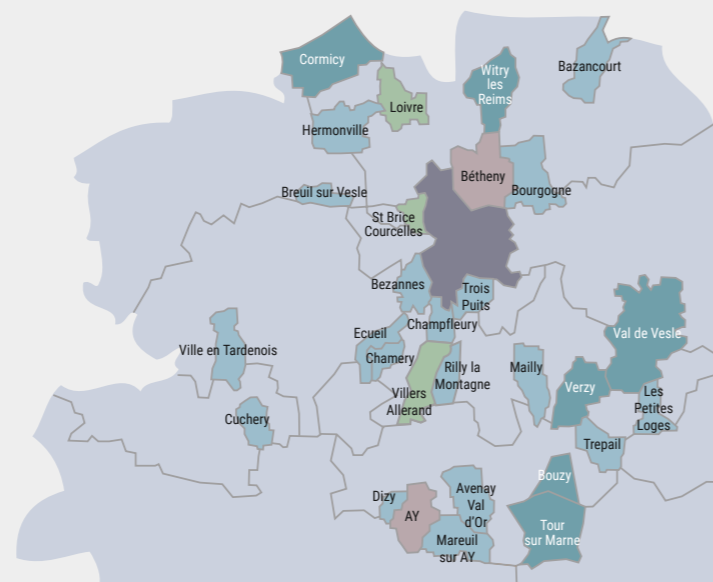 Cormicy
Witry
les
Reims
Bazancourt
Loivre
Hermonville
Bétheny
Bourgogne
Breuil sur Vesle
St Brice
Courcelles
Bezannes
Trois
Puits
Champfleury
Ecueil
Chamery
Ville en Tardenois
Val de Vesle
Rilly la
Montagne
Mailly
Verzy
Villers
Allerand
Les
Petites
Loges
Cuchery
Trepail
Bouzy
Dizy
AY
Avenay
Val
d'Or
Mareuil
sur AY
Tour
sur Marne